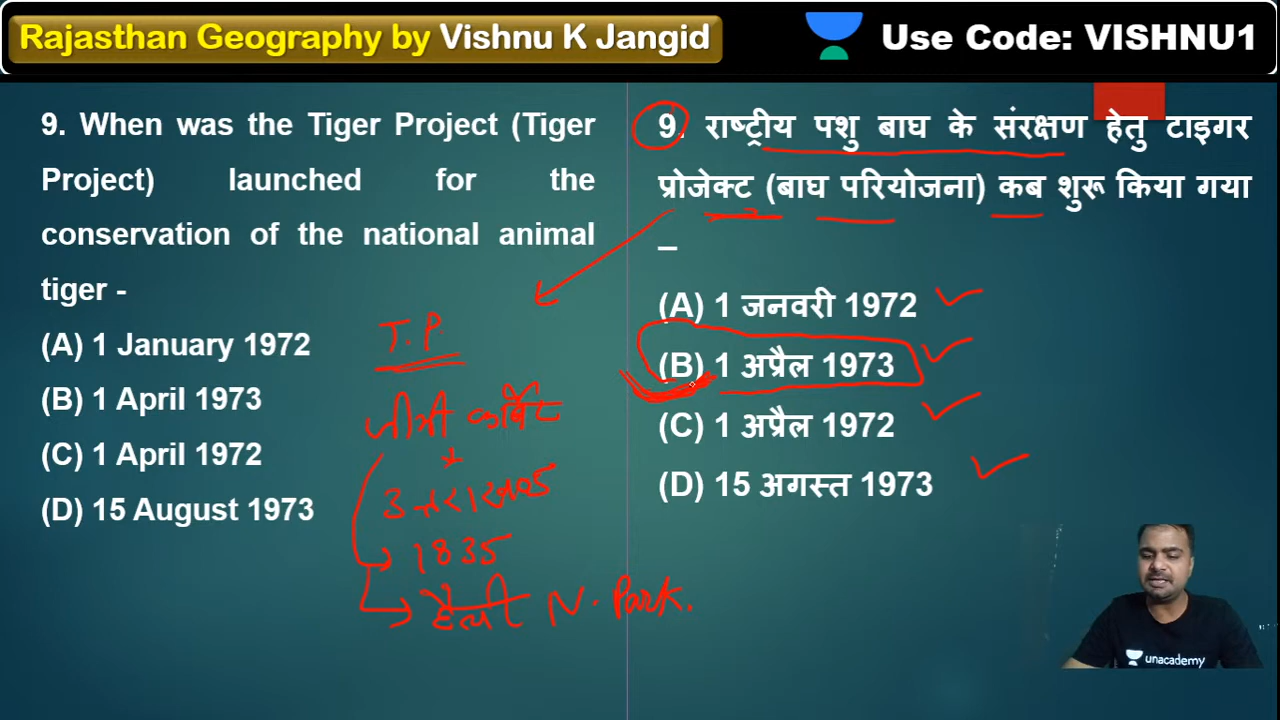 Rajasthan Geography by Vishnu K Jangid
Use Code: VISHNU1
9. When was the Tiger Project (Tiger
Project) launched for the
conservation of the national animal
tiger -
(A) 1 January 1972
(B) 1 April 1973
(C) 1 April 1972
(D) 15 August 1973
T.P.
जीमी कार्बेट
उत्तराखण्ड
1835
हैली N. Park.
9. राष्ट्रीय पशु बाघ के संरक्षण हेतु टाइगर
प्रोजेक्ट (बाघ परियोजना) कब शुरू किया गया
–
(A) 1 जनवरी 1972
(B) 1 अप्रैल 1973
(C) 1 अप्रैल 1972
(D) 15 अगस्त 1973
unacademy